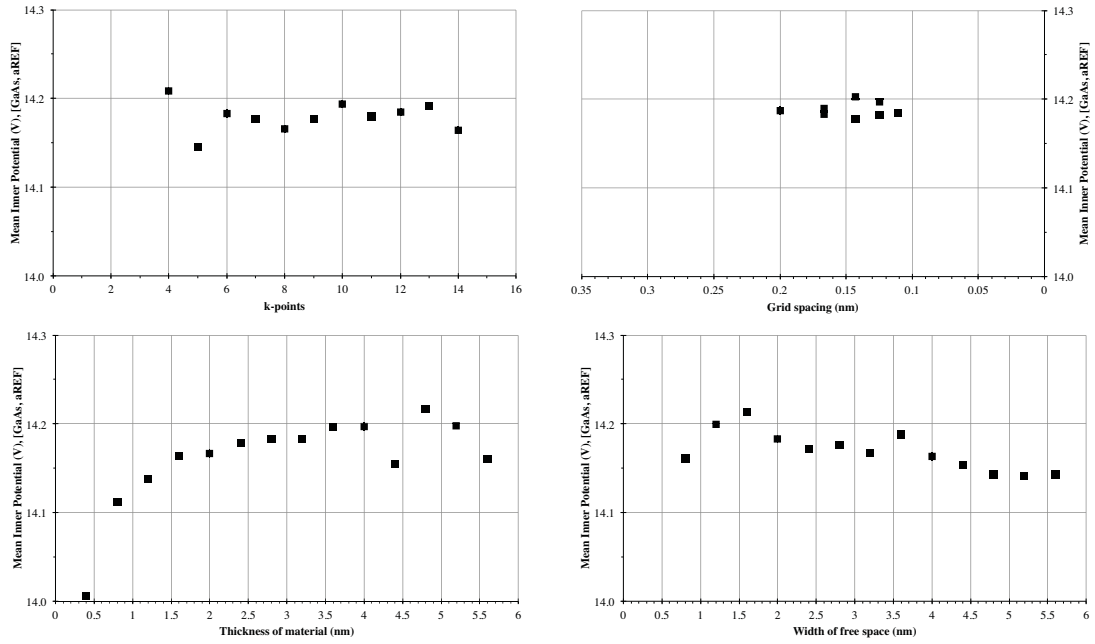 14.3
14.2
14.1
14.0
Mean Inner Potential (V), [GaAs, aREF]
0 2 4 6 8 10 12 14 16
k-points
14.3
14.2
14.1
14.0
Mean Inner Potential (V), [GaAs, aREF]
0.35 0.3 0.25 0.2 0.15 0.1 0.05 0
Grid spacing (nm)
14.3
14.2
14.1
14.0
Mean Inner Potential (V), [GaAs, aREF]
0 0.5 1 1.5 2 2.5 3 3.5 4 4.5 5 5.5 6
Thickness of material (nm)
14.3
14.2
14.1
14.0
Mean Inner Potential (V), [GaAs, aREF]
0 0.5 1 1.5 2 2.5 3 3.5 4 4.5 5 5.5 6
Width of free space (nm)